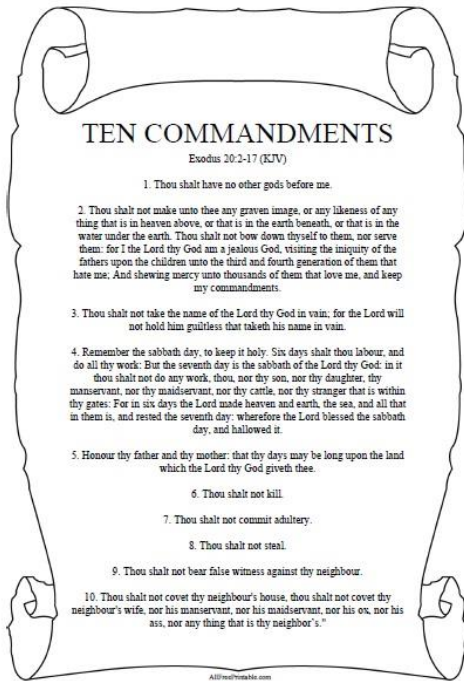 TEN COMMANDMENTS
Exodus 20:2-17 (KJV)
1. Thou shalt have no other gods before me.
2. Thou shalt not make unto thee any graven image, or any likeness of any
thing that is in heaven above, or that is in the earth beneath, or that is in the
water under the earth. Thou shalt not bow down thyself to them, nor serve
them: for I the Lord thy God am a jealous God, visiting the iniquity of the
fathers upon the children unto the third and fourth generation of them that
hate me; And shewing mercy unto thousands of them that love me, and keep
my commandments.
3. Thou shalt not take the name of the Lord thy God in vain; for the Lord will
not hold him guiltless that taketh his name in vain.
4. Remember the sabbath day, to keep it holy. Six days shalt thou labour, and
do all thy work: But the seventh day is the sabbath of the Lord thy God: in it
thou shalt not do any work, thou, nor thy son, nor thy daughter, thy
manservant, nor thy maidservant, nor thy cattle, nor thy stranger that is within
thy gates: For in six days the Lord made heaven and earth, the sea, and all that
in them is, and rested the seventh day: wherefore the Lord blessed the sabbath
day, and hallowed it.
5. Honour thy father and thy mother: that thy days may be long upon the land
which the Lord thy God giveth thee.
6. Thou shalt not kill.
7. Thou shalt not commit adultery.
8. Thou shalt not steal.
9. Thou shalt not bear false witness against thy neighbour.
10. Thou shalt not covet thy neighbour's house, thou shalt not covet thy
neighbour's wife, nor his manservant, nor his maidservant, nor his ox, nor his
ass, nor any thing that is thy neighbor's."
AllFreePrintable.com